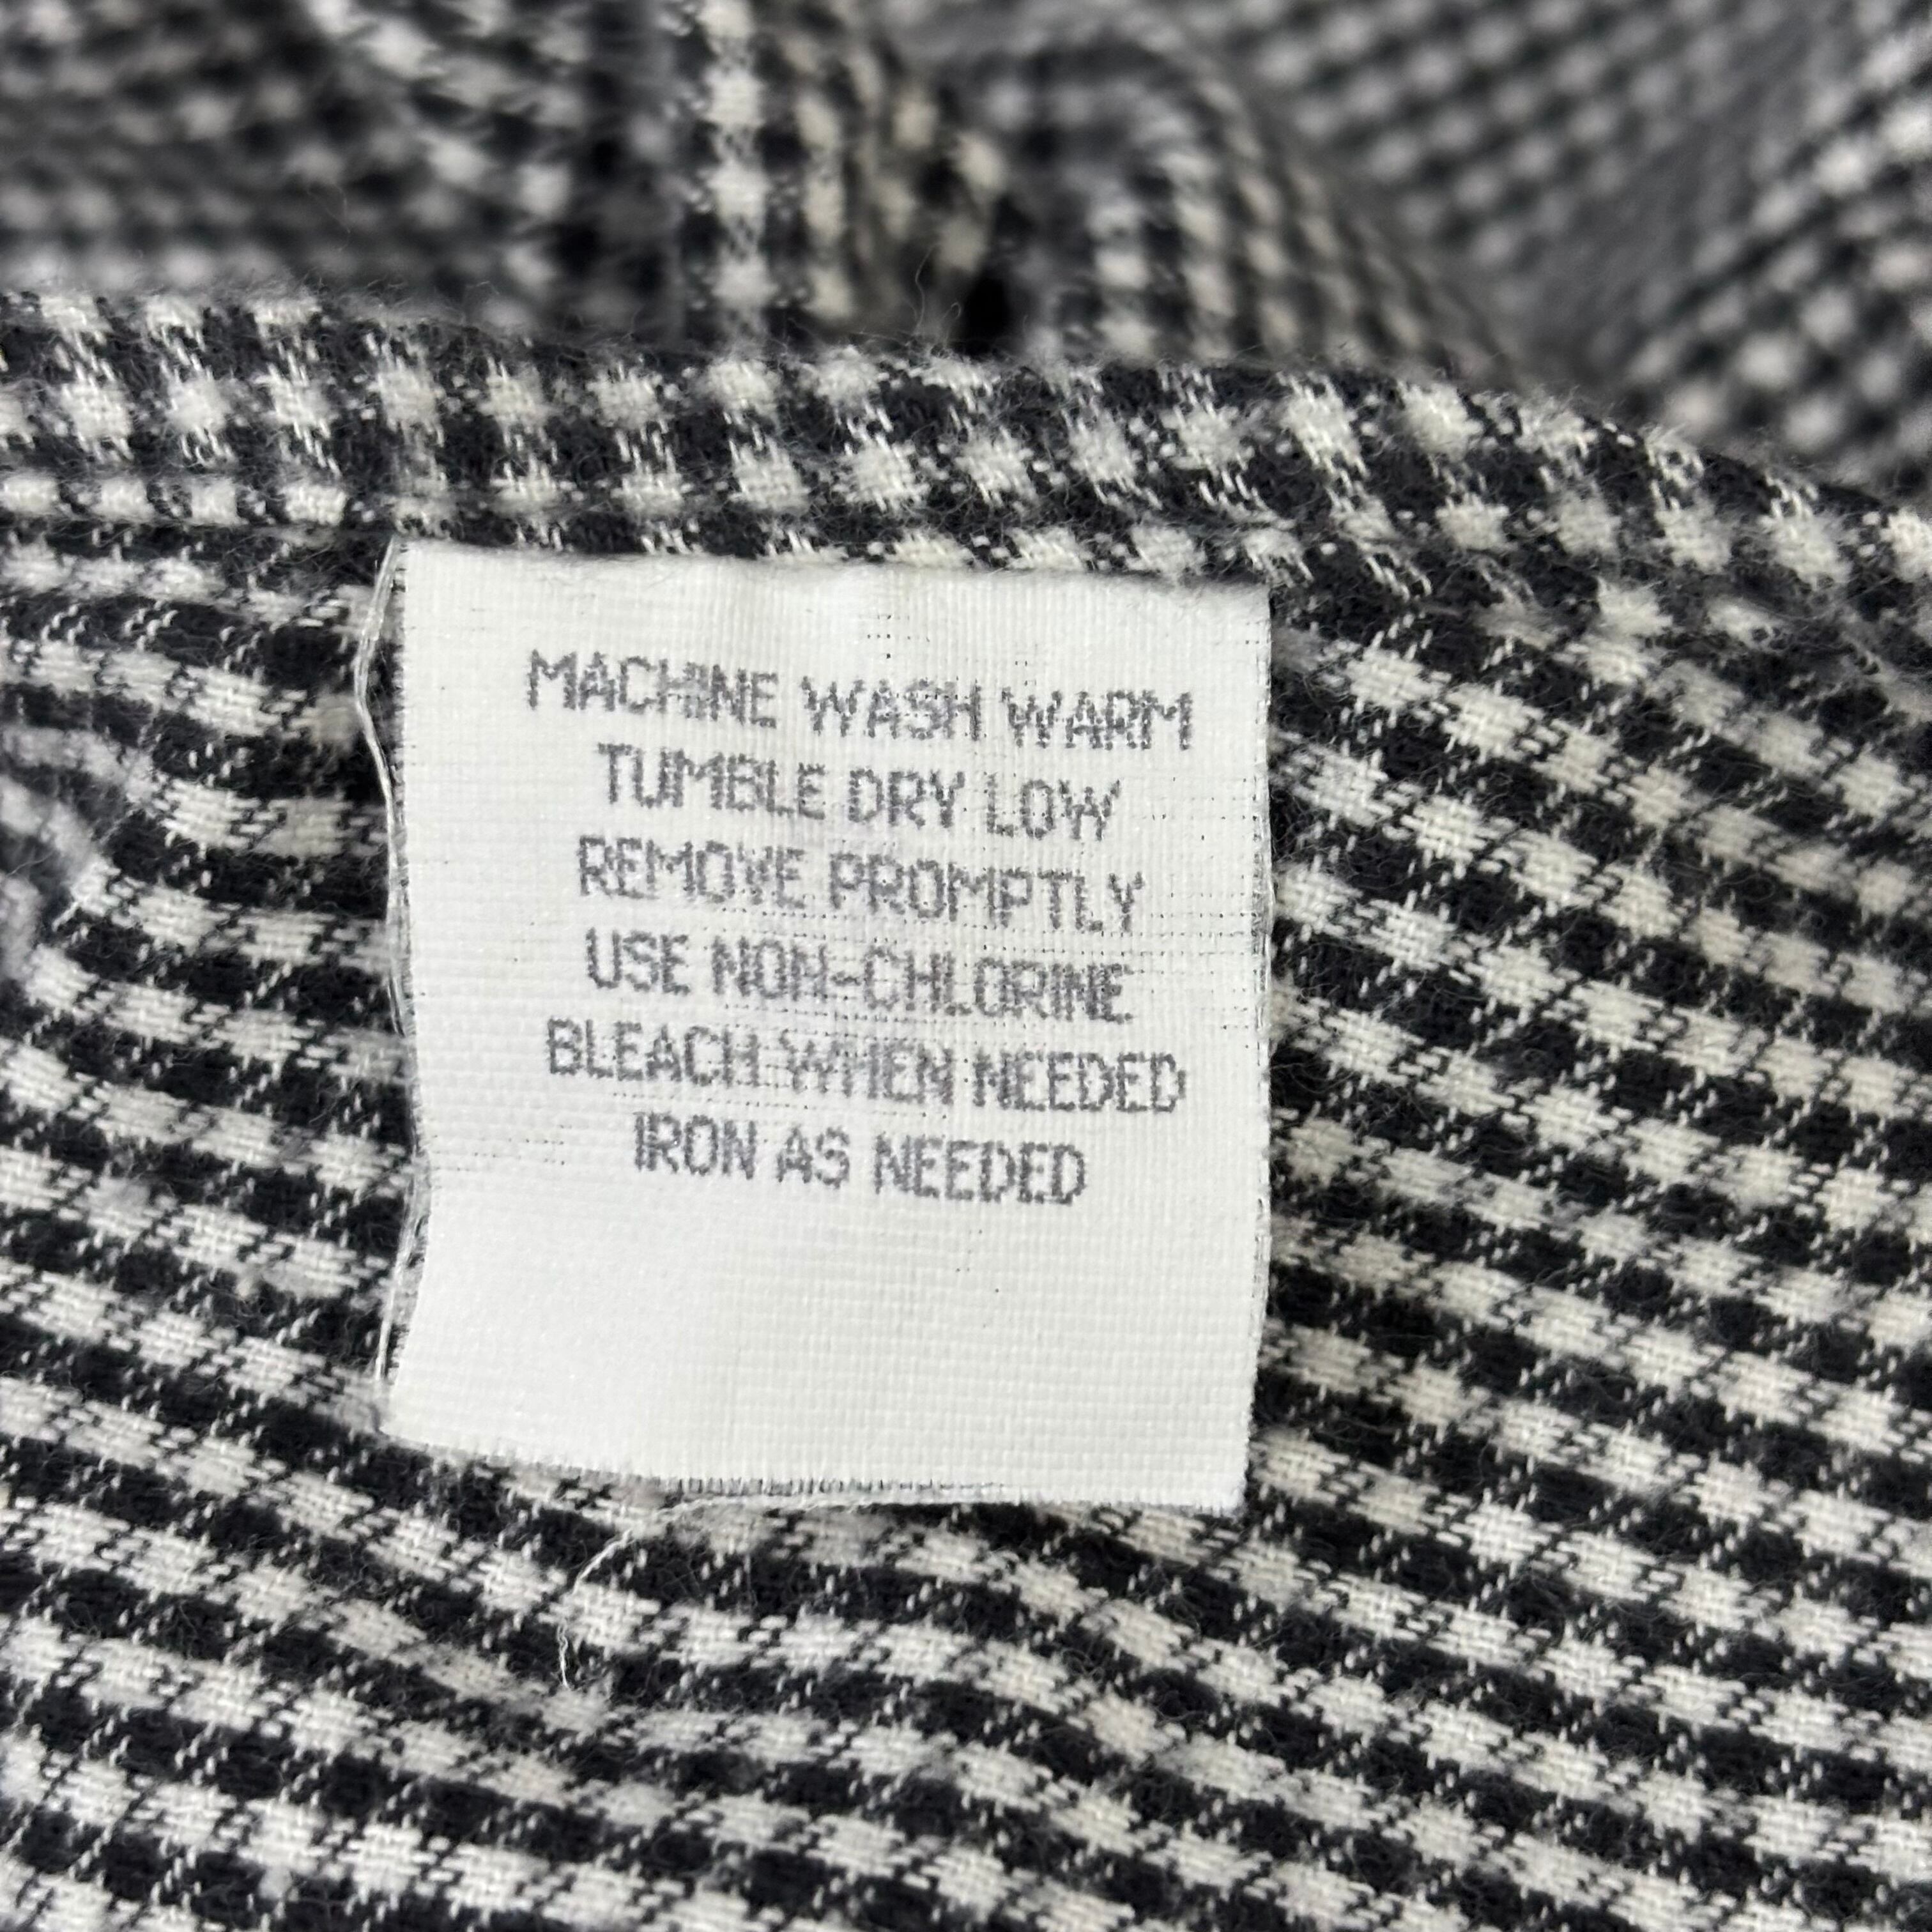 MACHINE WASH WARM
TUMBLE DRY LOW
REMOVE PROMPTLY
USE NON-CHLORINE
BLEACH WHEN NEEDED
IRON AS NEEDED